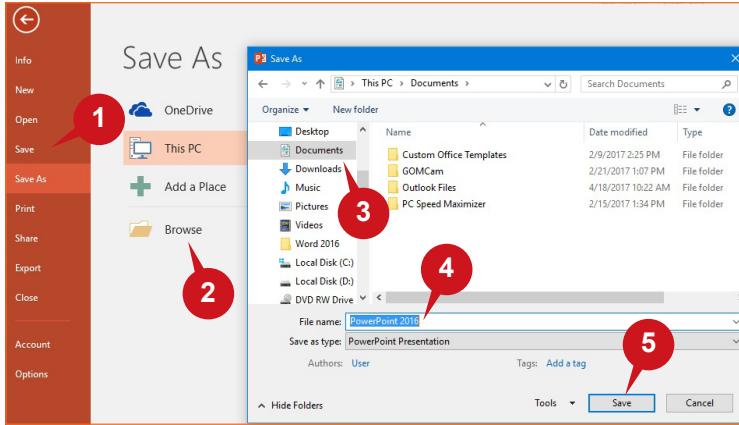 Info
New
Open
Save
Save As
Print
Share
Export
Close
Account
Options
Save As
OneDrive
This PC
Add a Place
Browse
1
2
P3 Save As
This PC > Documents >
Search Documents
Organize
New folder
?
Desktop
Documents
Downloads
Music
Pictures
Videos
Word 2016
Local Disk (C:)
Local Disk (D:)
DVD RW Drive
Name Date modified Type
Custom Office Templates 2/9/2017 2:25 PM File folder
GOMCam 2/21/2017 1:07 PM File folder
Outlook Files 4/18/2017 10:22 AM File folder
PC Speed Maximizer 2/15/2017 1:34 PM File folder
3
4
File name: PowerPoint 2016
Save as type: PowerPoint Presentation
Authors: User Tags: Add a tag
5
Hide Folders
Tools
Save
Cancel